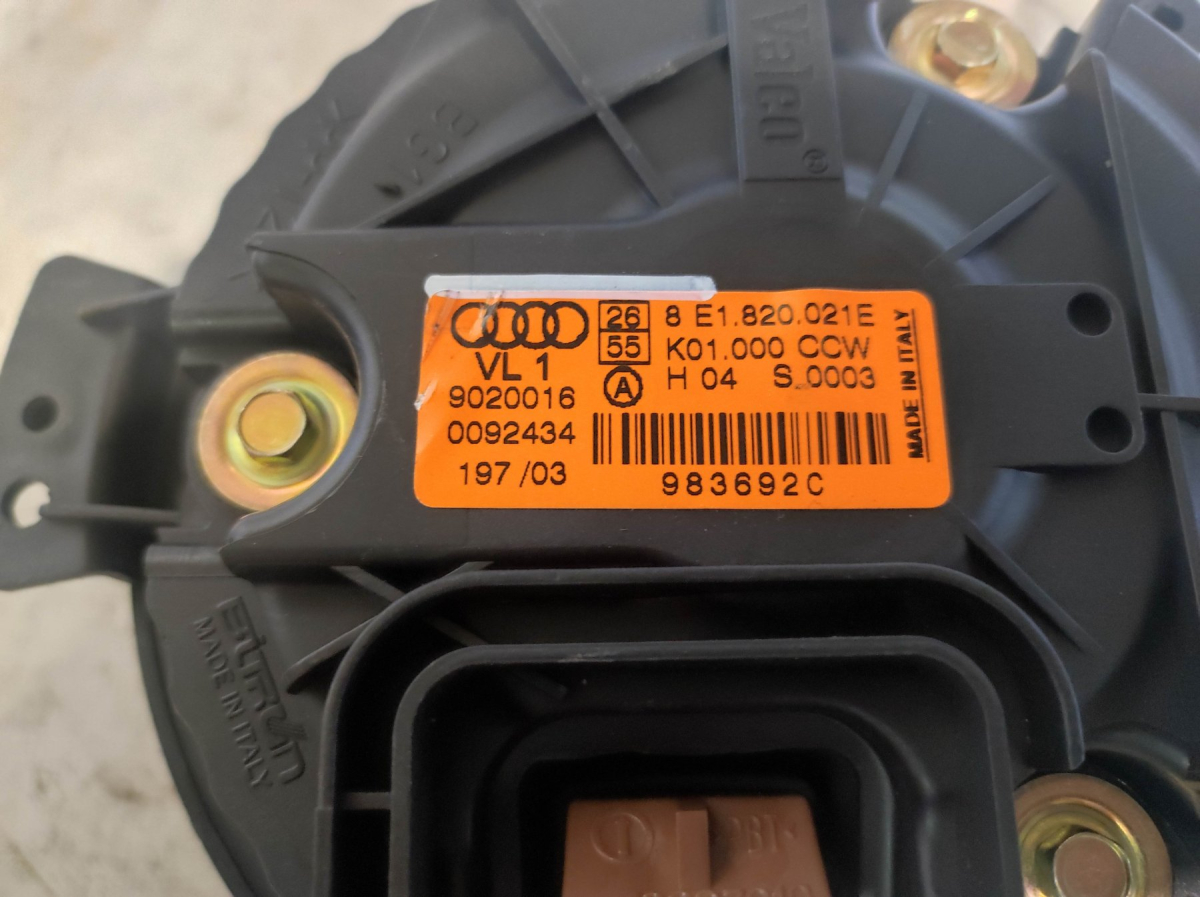 Valeo®
26
55
A
8 E1.820.021E
K01.000 CCW
H 04 S.0003
VL 1
9020016
0092434
197 /03
983692C
MADE IN ITALY
MADE IN ITALY